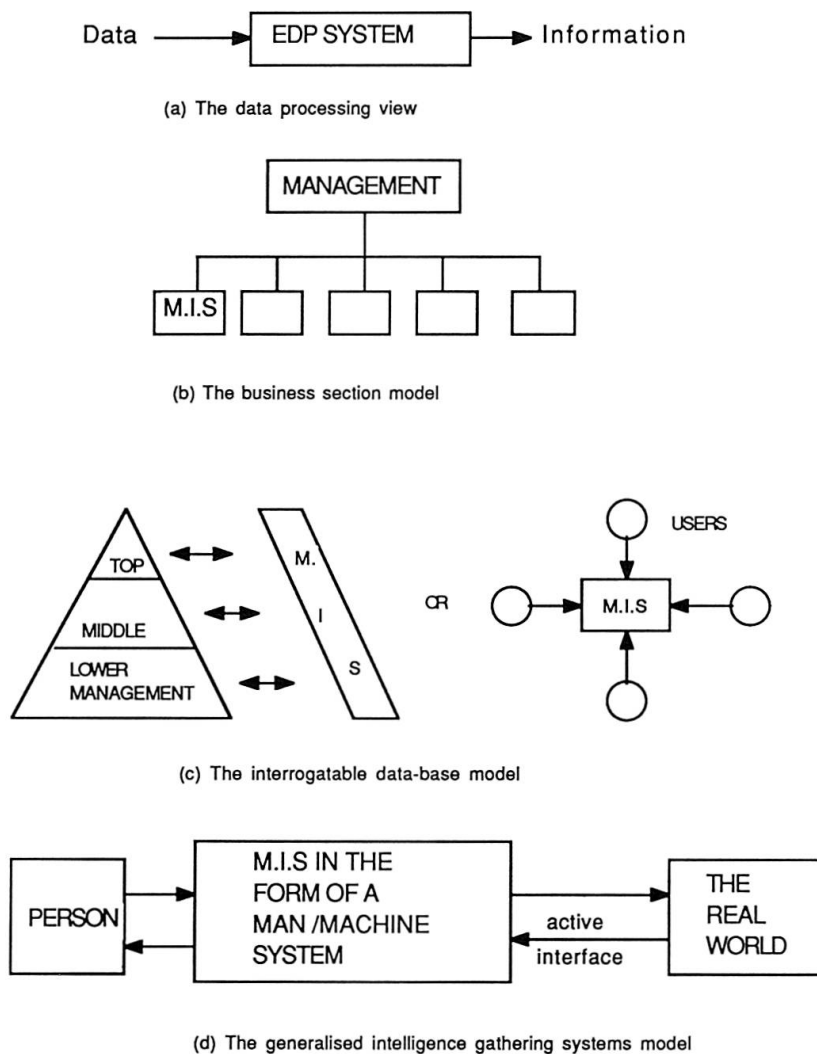 Data EDP SYSTEM Information
(a) The data processing view
MANAGEMENT
M.I.S
(b) The business section model
TOP
MIDDLE
LOWER
MANAGEMENT
M.
I
S
OR
USERS
M.I.S
(c) The interrogatable data-base model
PERSON
M.I.S IN THE
FORM OF A
MAN /MACHINE
SYSTEM
active
interface
THE
REAL
WORLD
(d) The generalised intelligence gathering systems model